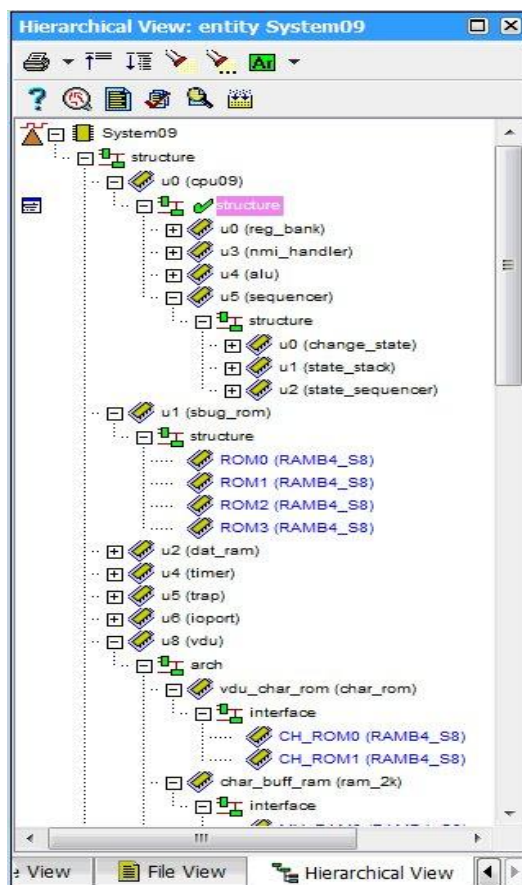 Hierarchical View: entity System09
Ar
System09
structure
u0 (cpu09)
structure
u0 (reg_bank)
u3 (nmi_handler)
u4 (alu)
u5 (sequencer)
structure
u0 (change_state)
u1 (state_stack)
u2 (state_sequencer)
u1 (sbug_rom)
structure
ROM0 (RAMB4_S8)
ROM1 (RAMB4_S8)
ROM2 (RAMB4_S8)
ROM3 (RAMB4_S8)
u2 (dat_ram)
u4 (timer)
u5 (trap)
u6 (ioport)
u8 (vdu)
arch
vdu_char_rom (char_rom)
interface
CH_ROM0 (RAMB4_S8)
CH_ROM1 (RAMB4_S8)
char_buff_ram (ram_2k)
interface
e View File View Hierarchical View